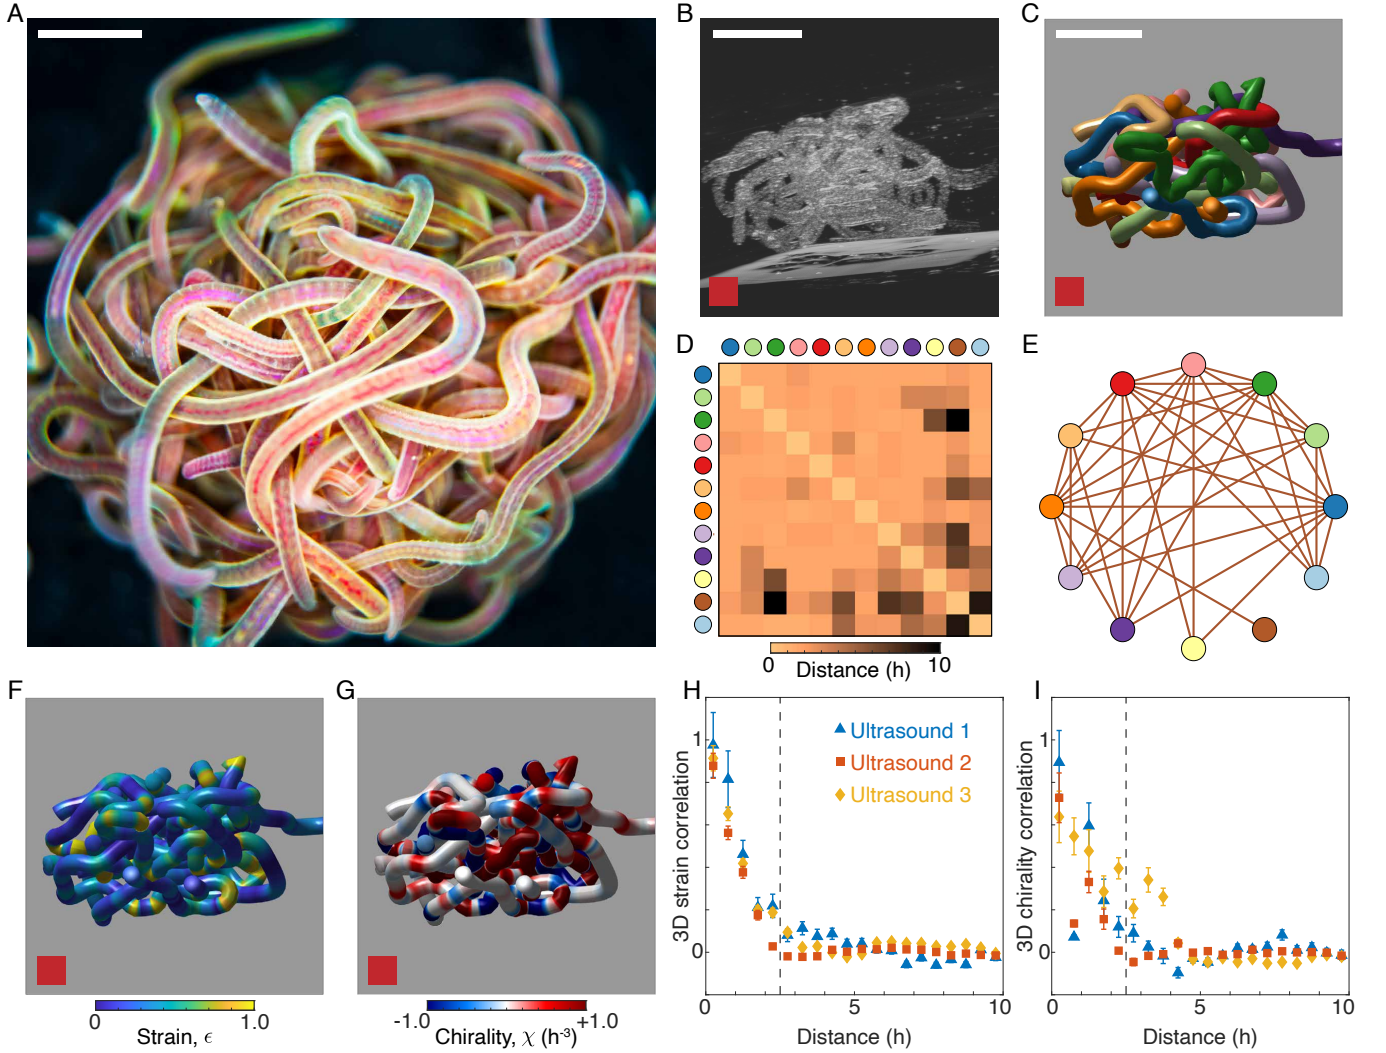 A
B
C
D
E
0
10
Distance (h)
F
G
H
I
0
1.0
Strain, ϵ
-1.0
+1.0
Chirality, χ (h⁻³)
3D strain correlation
1
0
Ultrasound 1
Ultrasound 2
Ultrasound 3
0
5
10
Distance (h)
3D chirality correlation
1
0
0
5
10
Distance (h)